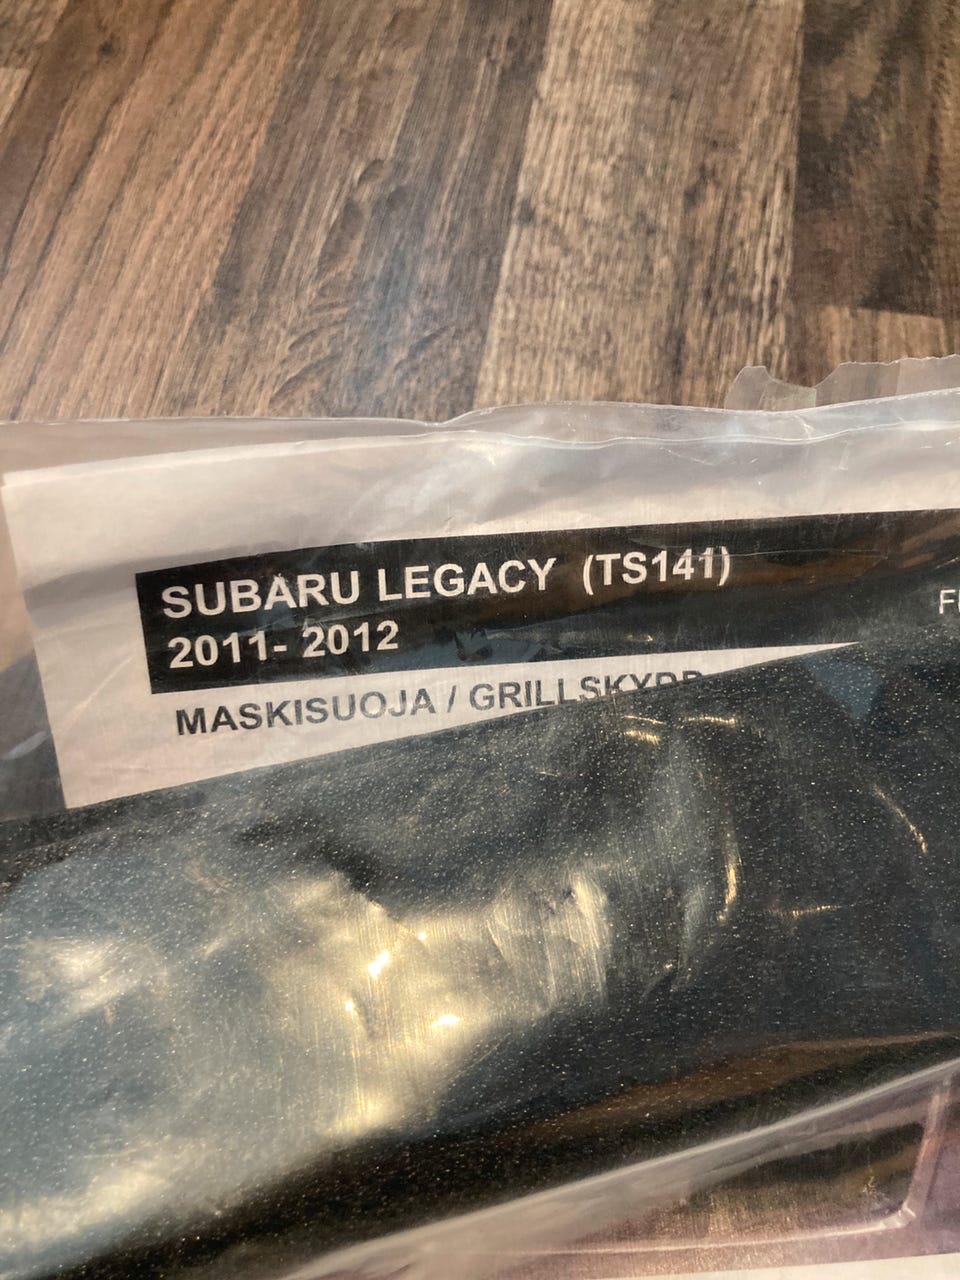 SUBARU LEGACY (TS141)
2011- 2012
MASKISUOJA /